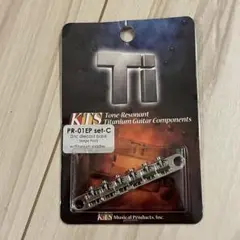 Ti
KTS
Tone Resonant
Titanium Guitar Components
PR-01EP set-C
KTS Musical Products, Inc.